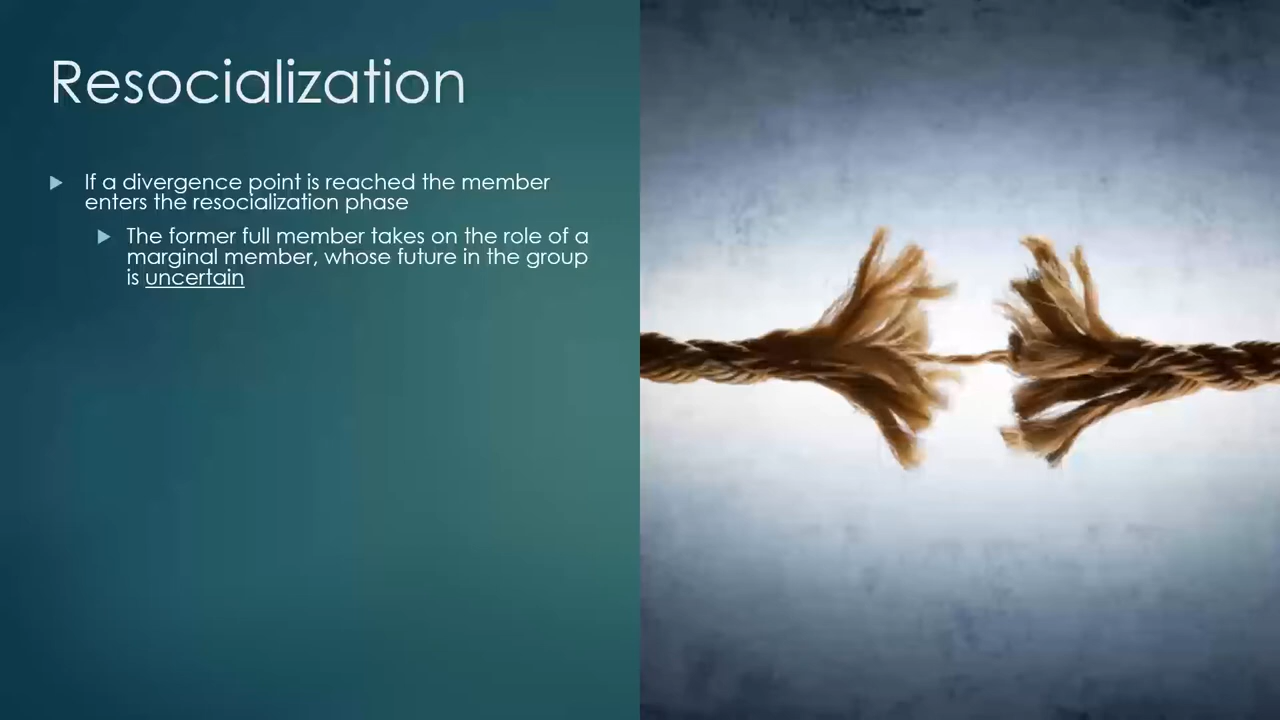 Resocialization
If a divergence point is reached the member
enters the resocialization phase
The former full member takes on the role of a
marginal member, whose future in the group
is uncertain